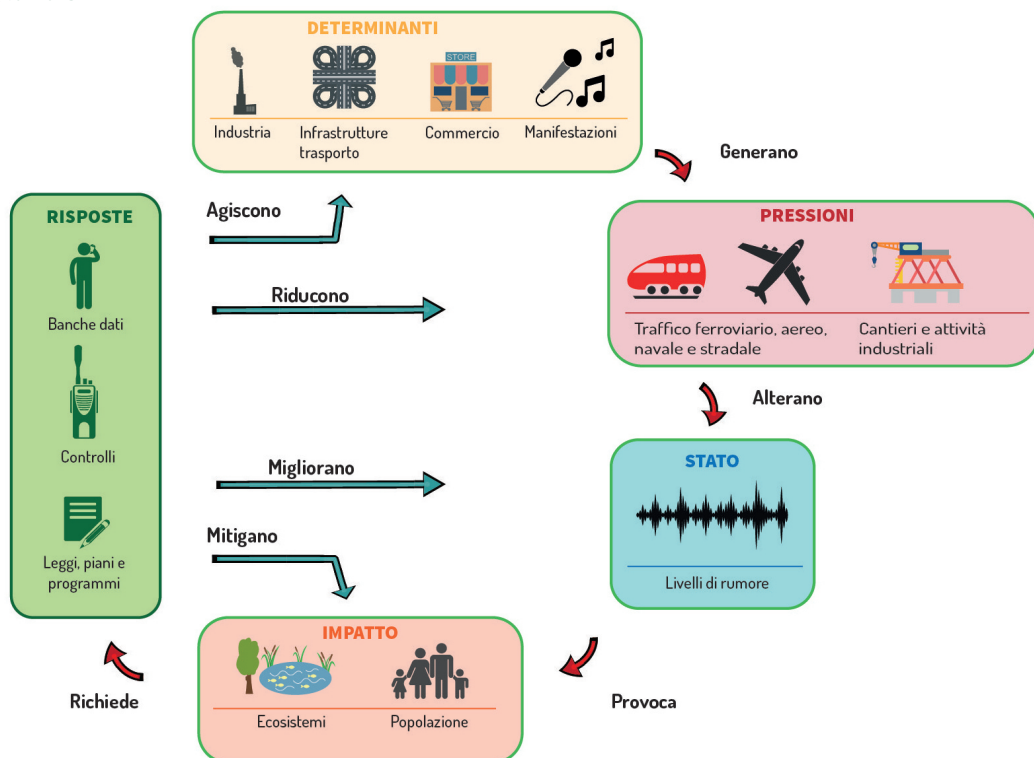 DETERMINANTI
STORE
Industria
Infrastrutture
trasporto
Commercio
Manifestazioni
Generano
PRESSIONI
Traffico ferroviario, aereo,
navale e stradale
Cantieri e attività
industriali
Alterano
STATO
Livelli di rumore
Provoca
IMPATTO
Ecosistemi
Popolazione
Richiede
RISPOSTE
Banche dati
Controlli
Leggi, piani e
programmi
Agiscono
Riducono
Migliorano
Mitigano